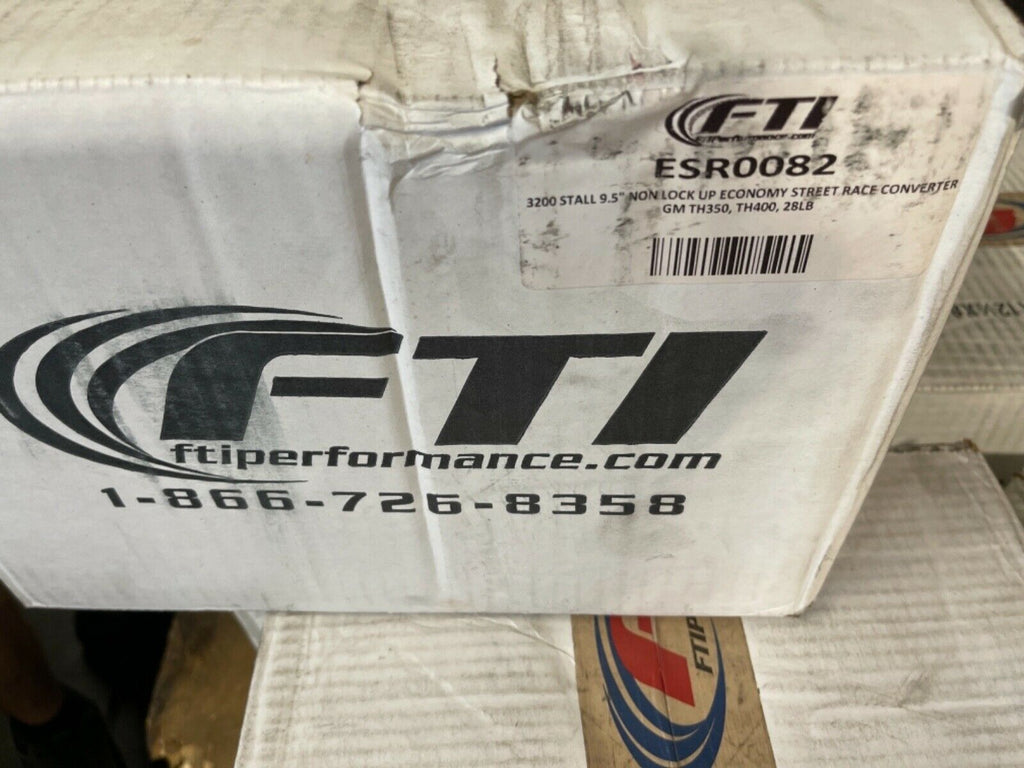 FTI
ESR0082
3200 STALL 9.5" NON LOCK UP ECONOMY STREET RACE CONVERTER
GM TH350, TH400, 28LB
FTI
ftiperformance.com
1-866-726-8358